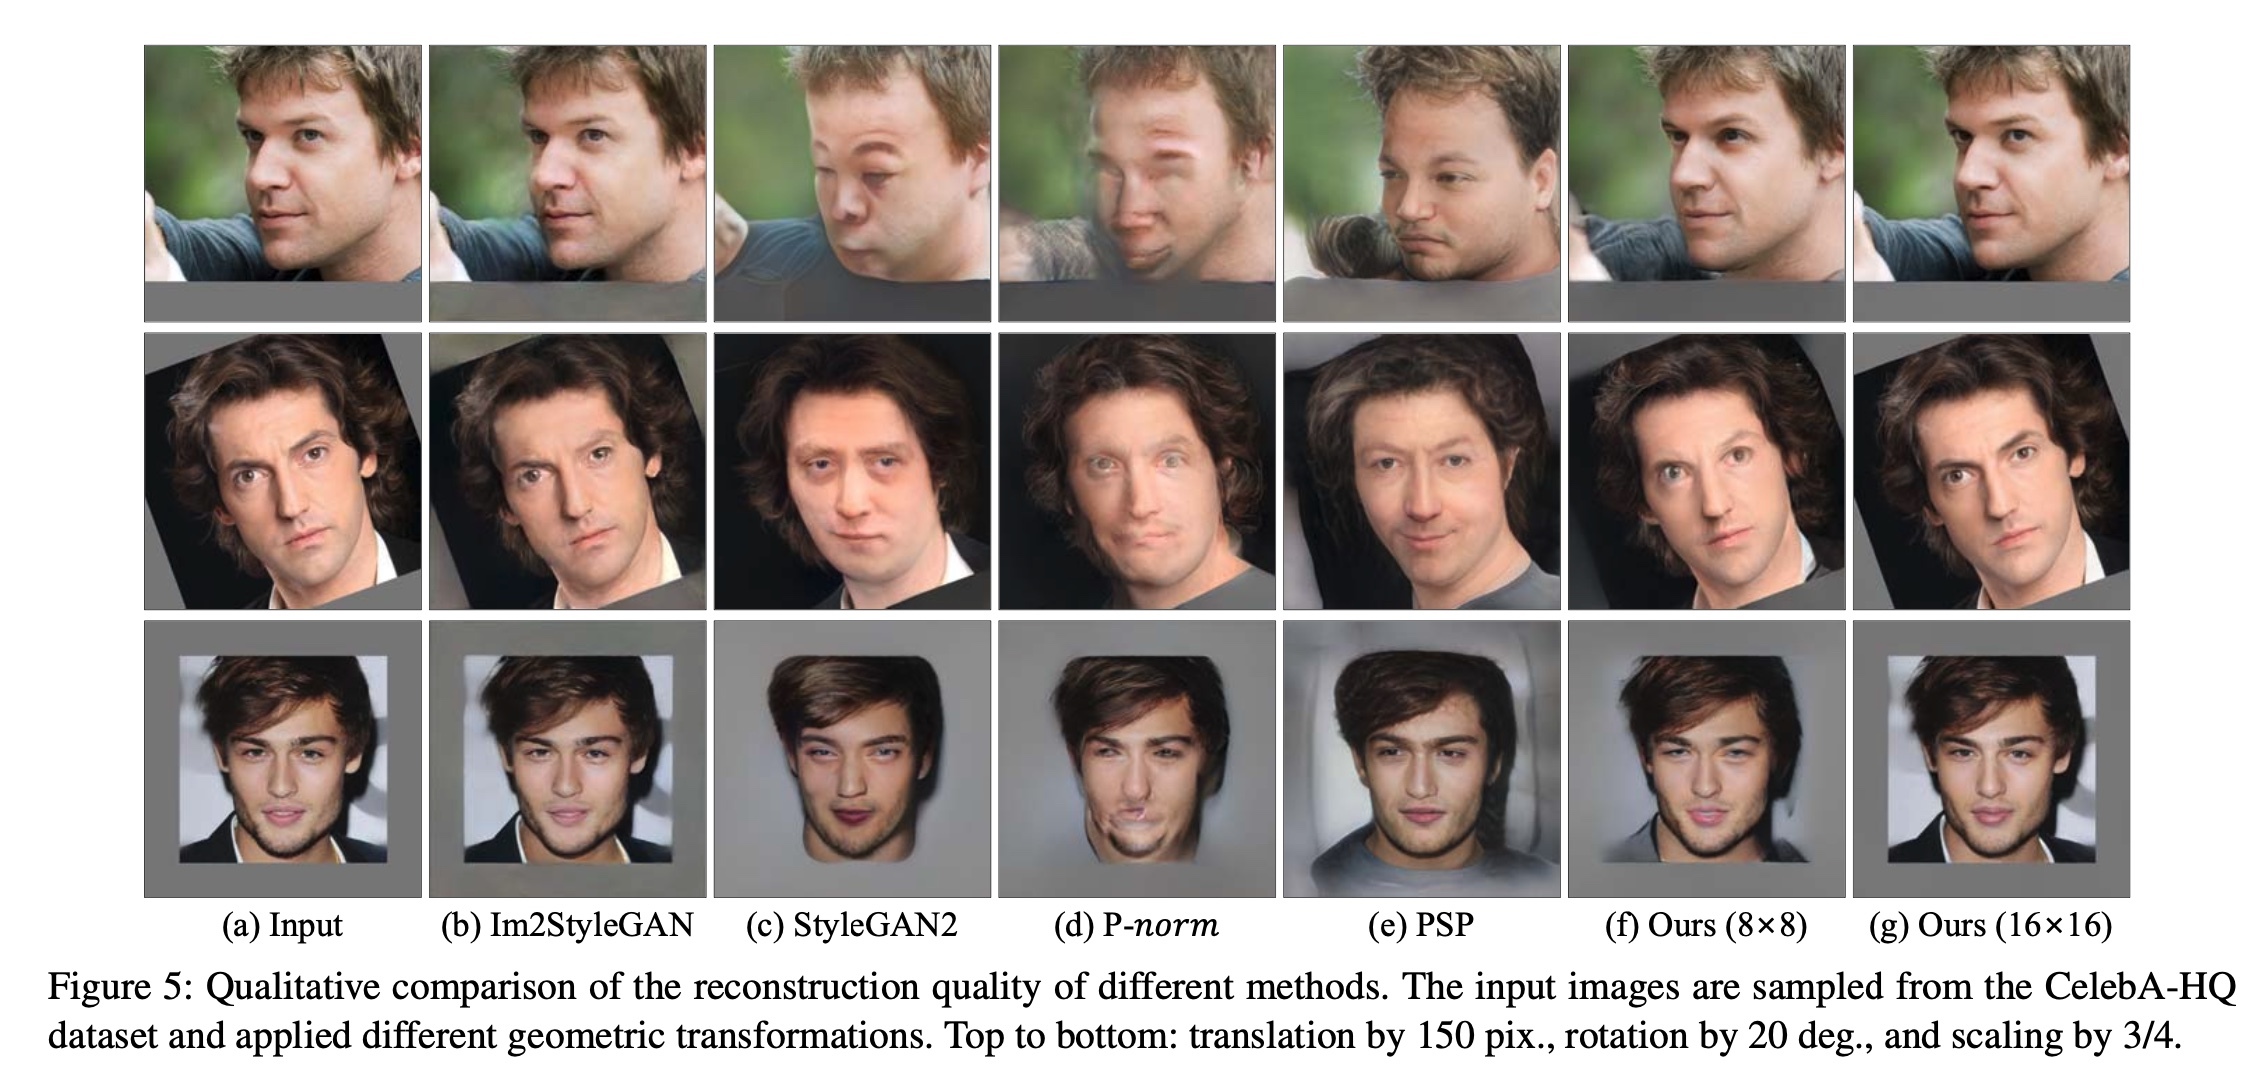 (a) Input (b) Im2StyleGAN (c) StyleGAN2 (d) P-norm (e) PSP (f) Ours (8×8) (g) Ours (16×16)
Figure 5: Qualitative comparison of the reconstruction quality of different methods. The input images are sampled from the CelebA-HQ
dataset and applied different geometric transformations. Top to bottom: translation by 150 pix., rotation by 20 deg., and scaling by 3/4.